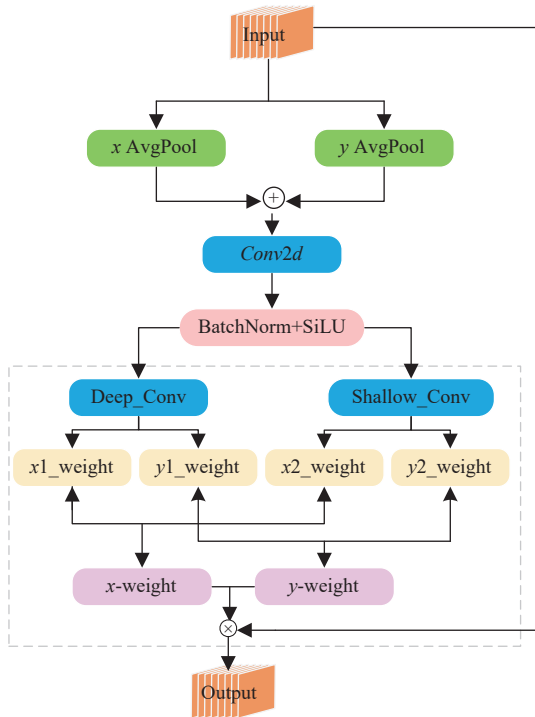 Input
x AvgPool
y AvgPool
+
Conv2d
BatchNorm+SiLU
Deep_Conv
Shallow_Conv
x1_weight
y1_weight
x2_weight
y2_weight
x-weight
y-weight
×
Output